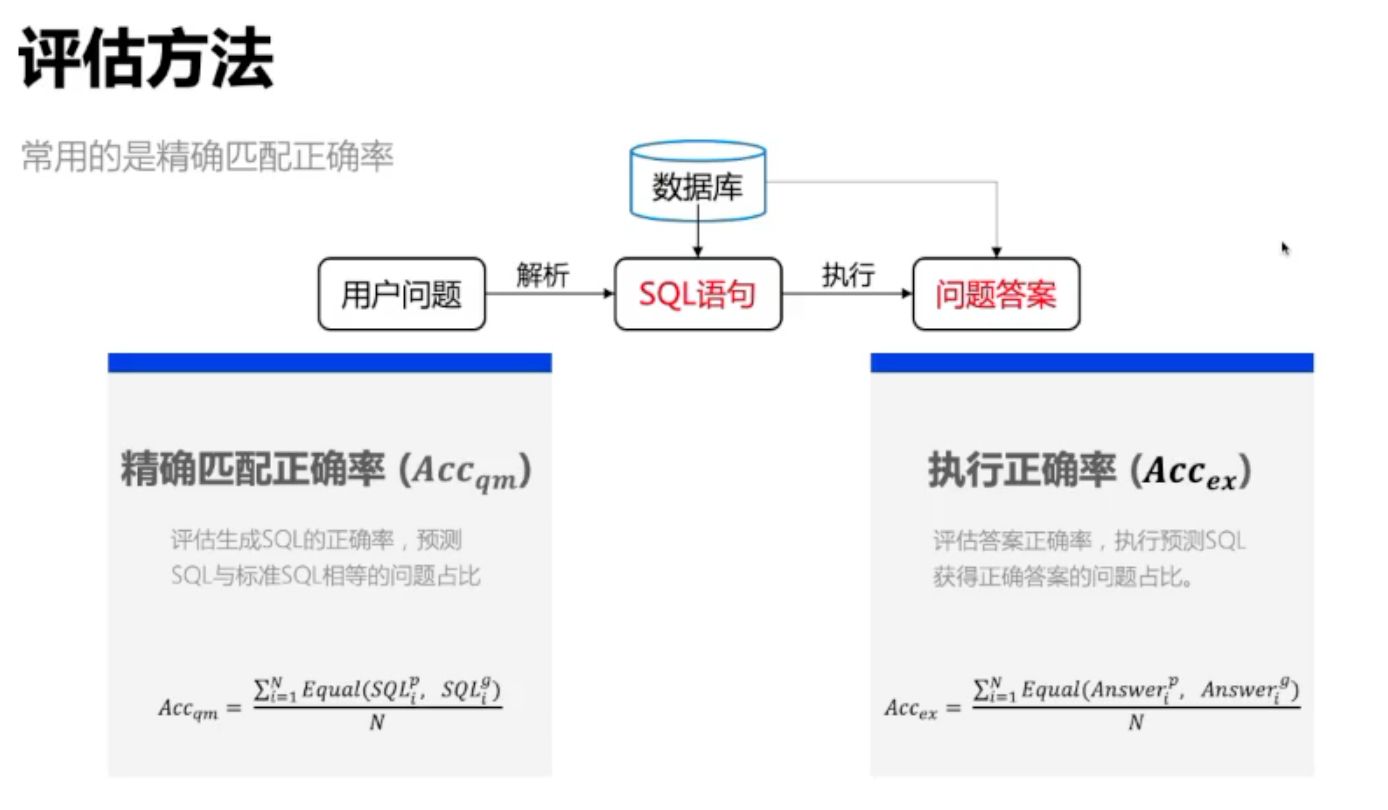 评估方法
常用的是精确匹配正确率
数据库
用户问题
解析
SQL语句
执行
问题答案
精确匹配正确率 (Acc_{qm})
评估生成SQL的正确率，预测
SQL与标准SQL相等的问题占比
Acc_{qm} = \frac{\sum_{i=1}^{N} Equal(SQL_i^p, SQL_i^g)}{N}
执行正确率 (Acc_{ex})
评估答案正确率，执行预测SQL
获得正确答案的问题占比。
Acc_{ex} = \frac{\sum_{i=1}^{N} Equal(Answer_i^p, Answer_i^g)}{N}